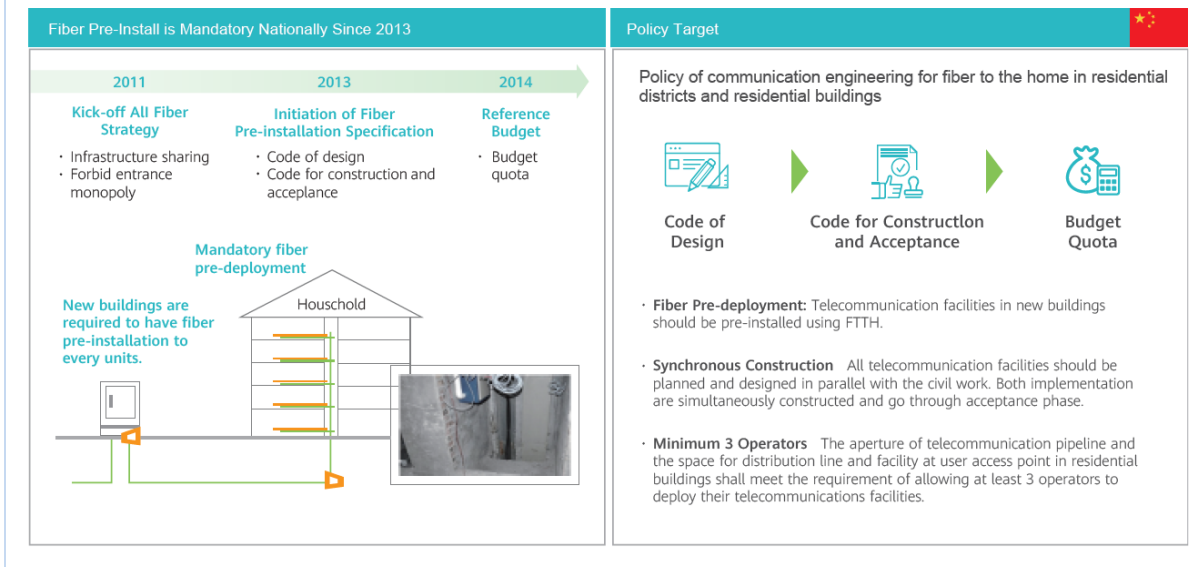 Fiber Pre-Install is Mandatory Nationally Since 2013
2011
2013
2014
Kick-off All Fiber
Strategy
Initiation of Fiber
Pre-installation Specification
Reference
Budget
· Infrastructure sharing
· Forbid entrance
monopoly
· Code of design
· Code for construction and
acceplance
· Budget
quota
Mandatory fiber
pre-deployment
New buildings are
required to have fiber
pre-installation to
every units.
Houschold
Policy Target
Policy of communication engineering for fiber to the home in residential
districts and residential buildings
Code of
Design
Code for Constructlon
and Acceptance
Budget
Quota
· Fiber Pre-deployment: Telecommunication facilities in new buildings
should be pre-installed using FTTH.
· Synchronous Construction All telecommunication facilities should be
planned and designed in parallel with the civil work. Both implementation
are simultaneously constructed and go through acceptance phase.
· Minimum 3 Operators The aperture of telecommunication pipeline and
the space for distribution line and facility at user access point in residential
buildings shall meet the requirement of allowing at least 3 operators to
deploy their telecommunications facilities.